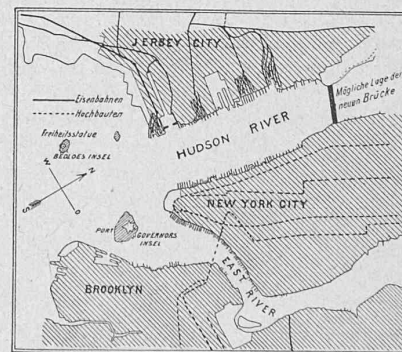 JERSEY CITY
Mögliche Lage der
neuen Brücke
Eisenbahnen
Hochbauten
HUDSON RIVER
Freiheitsstatue
BEDLOES INSEL
N
W
S
O
NEW YORK CITY
FORT
GOVERNORS
INSEL
EAST RIVER
BROOKLYN